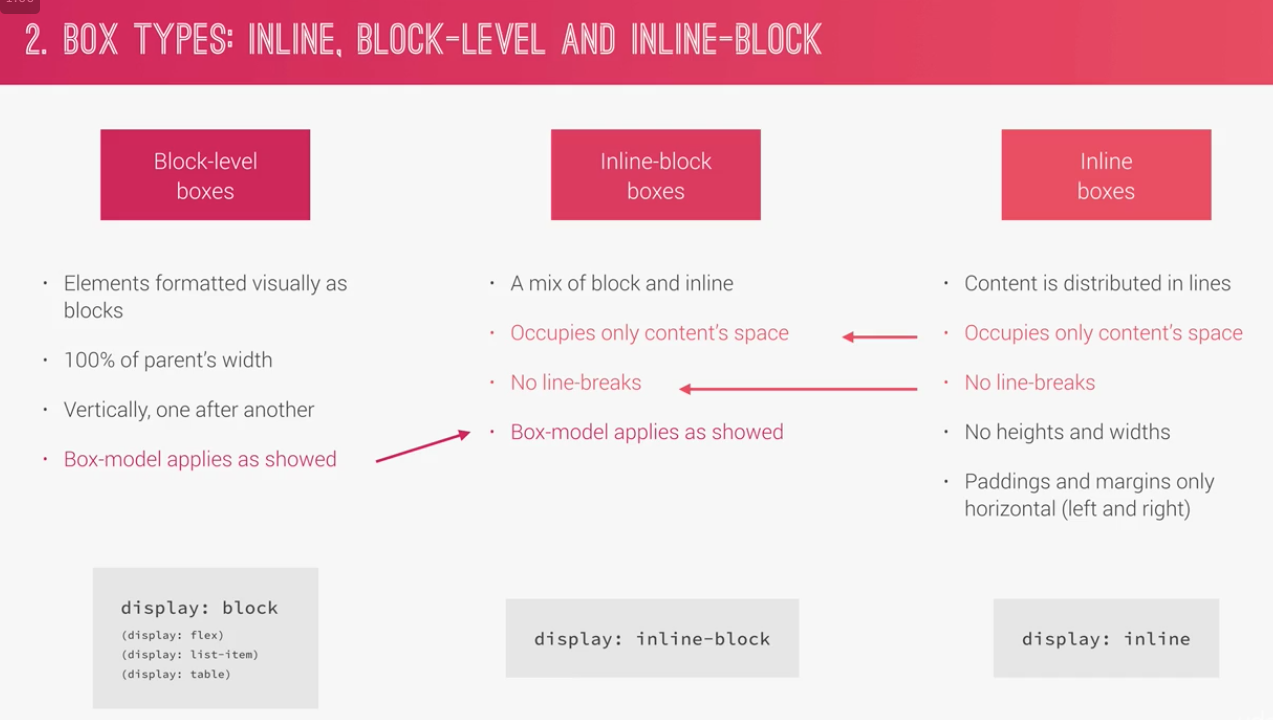 2. BOX TYPES: INLINE, BLOCK-LEVEL AND INLINE-BLOCK
Block-level
boxes
• Elements formatted visually as
blocks
• 100% of parent's width
• Vertically, one after another
• Box-model applies as showed
display: block
(display: flex)
(display: list-item)
(display: table)
Inline-block
boxes
• A mix of block and inline
• Occupies only content's space
• No line-breaks
• Box-model applies as showed
display: inline-block
Inline
boxes
• Content is distributed in lines
• Occupies only content's space
• No line-breaks
• No heights and widths
• Paddings and margins only
horizontal (left and right)
display: inline